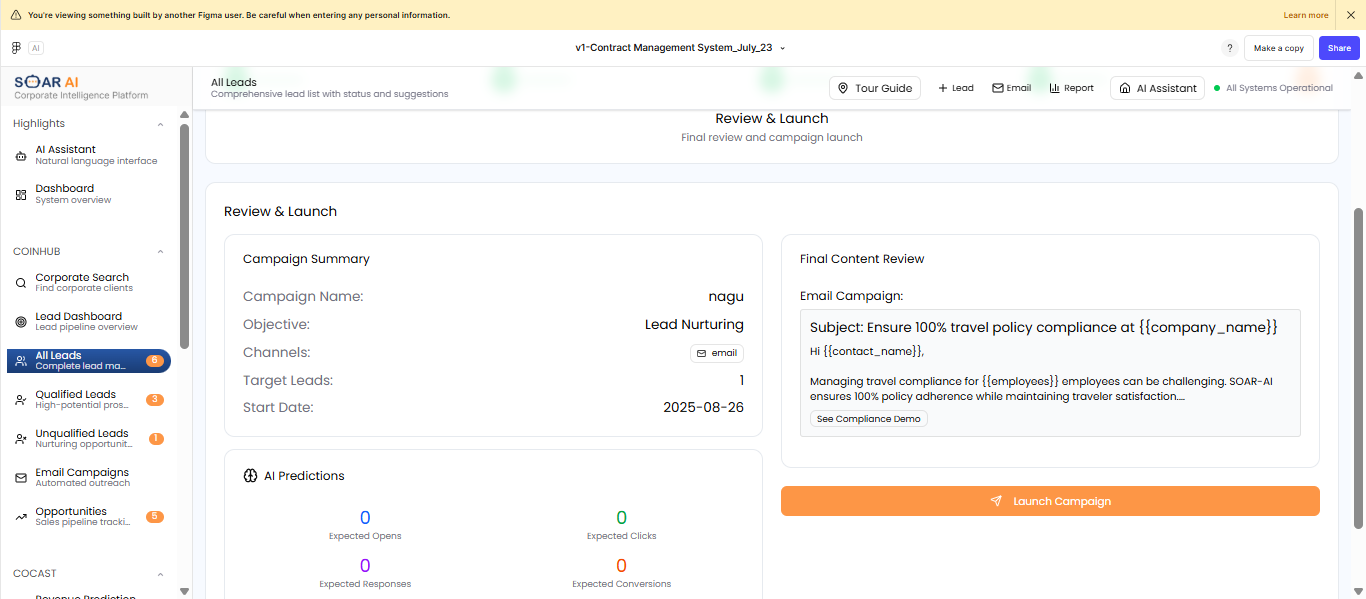 You're viewing something built by another Figma user. Be careful when entering any personal information.
Learn more
AI
v1-Contract Management System_July_23
?
Make a copy
Share
SOAR AI
Corporate Intelligence Platform
All Leads
Comprehensive lead list with status and suggestions
Tour Guide
Lead
Email
Report
AI Assistant
All Systems Operational
Highlights
AI Assistant
Natural language interface
Dashboard
System overview
COINHUB
Corporate Search
Find corporate clients
Lead Dashboard
Lead pipeline overview
All Leads
Complete lead ma...
6
Qualified Leads
High-potential pros...
3
Unqualified Leads
Nurturing opportunit...
1
Email Campaigns
Automated outreach
Opportunities
Sales pipeline tracki...
5
COCAST
Revenue Prediction
Review & Launch
Final review and campaign launch
Review & Launch
Campaign Summary
Campaign Name: nagu
Objective: Lead Nurturing
Channels: email
Target Leads: 1
Start Date: 2025-08-26
AI Predictions
0
Expected Opens
0
Expected Clicks
0
Expected Responses
0
Expected Conversions
Final Content Review
Email Campaign:
Subject: Ensure 100% travel policy compliance at {{company_name}}
Hi {{contact_name}},
Managing travel compliance for {{employees}} employees can be challenging. SOAR-AI
ensures 100% policy adherence while maintaining traveler satisfaction....
See Compliance Demo
Launch Campaign